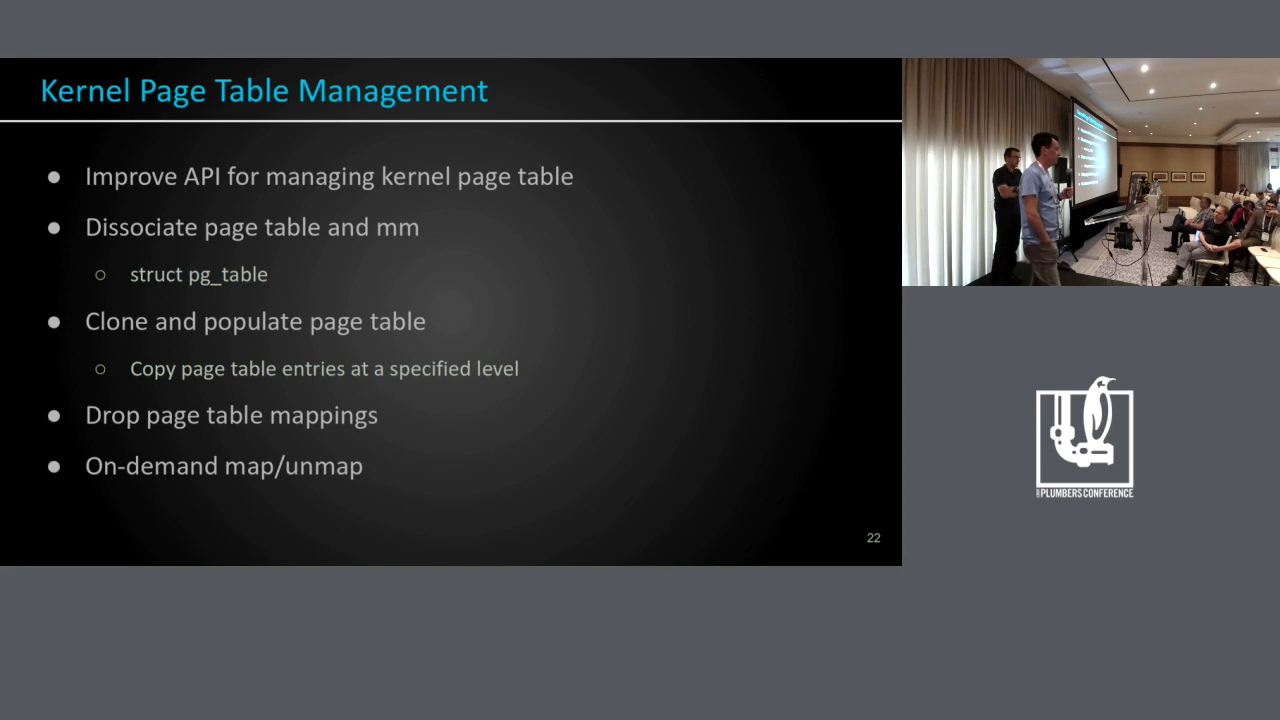 Kernel Page Table Management
● Improve API for managing kernel page table
● Dissociate page table and mm
○ struct pg_table
● Clone and populate page table
○ Copy page table entries at a specified level
● Drop page table mappings
● On-demand map/unmap
22
PLUMBERS CONFERENCE